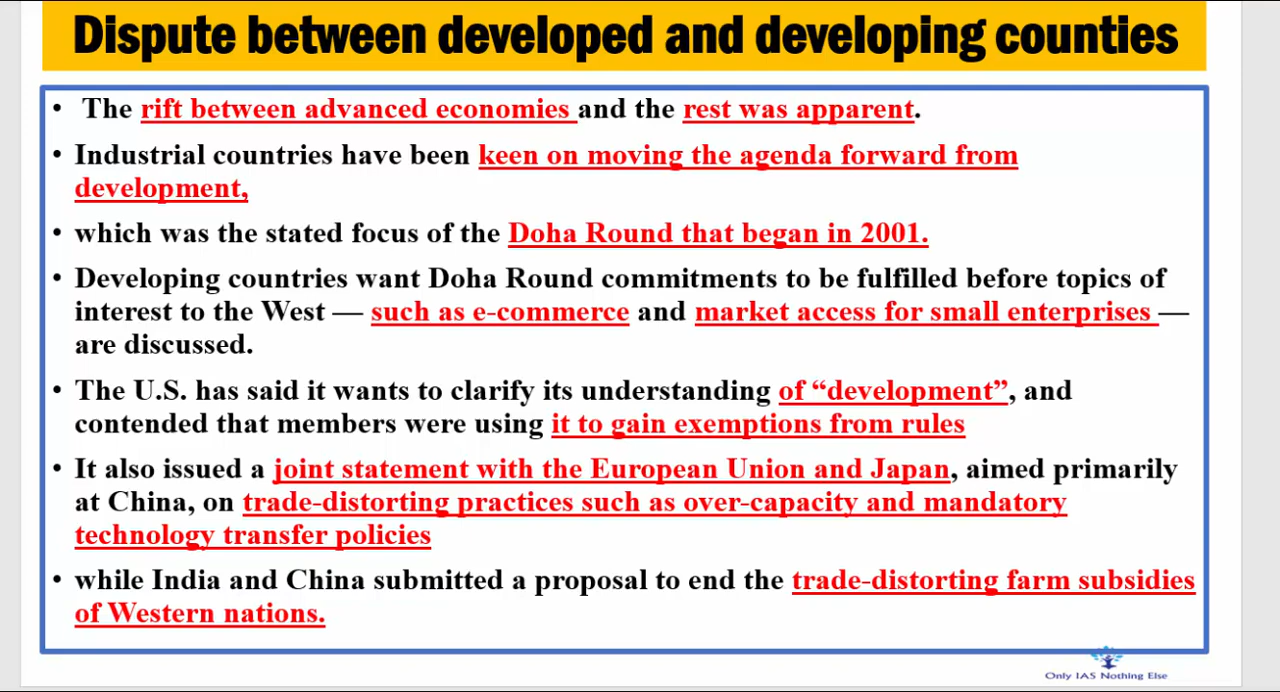 Dispute between developed and developing counties
• The rift between advanced economies and the rest was apparent.
• Industrial countries have been keen on moving the agenda forward from
development,
• which was the stated focus of the Doha Round that began in 2001.
• Developing countries want Doha Round commitments to be fulfilled before topics of
interest to the West — such as e-commerce and market access for small enterprises —
are discussed.
• The U.S. has said it wants to clarify its understanding of “development”, and
contended that members were using it to gain exemptions from rules
• It also issued a joint statement with the European Union and Japan, aimed primarily
at China, on trade-distorting practices such as over-capacity and mandatory
technology transfer policies
• while India and China submitted a proposal to end the trade-distorting farm subsidies
of Western nations.
Only IAS Nothing Else